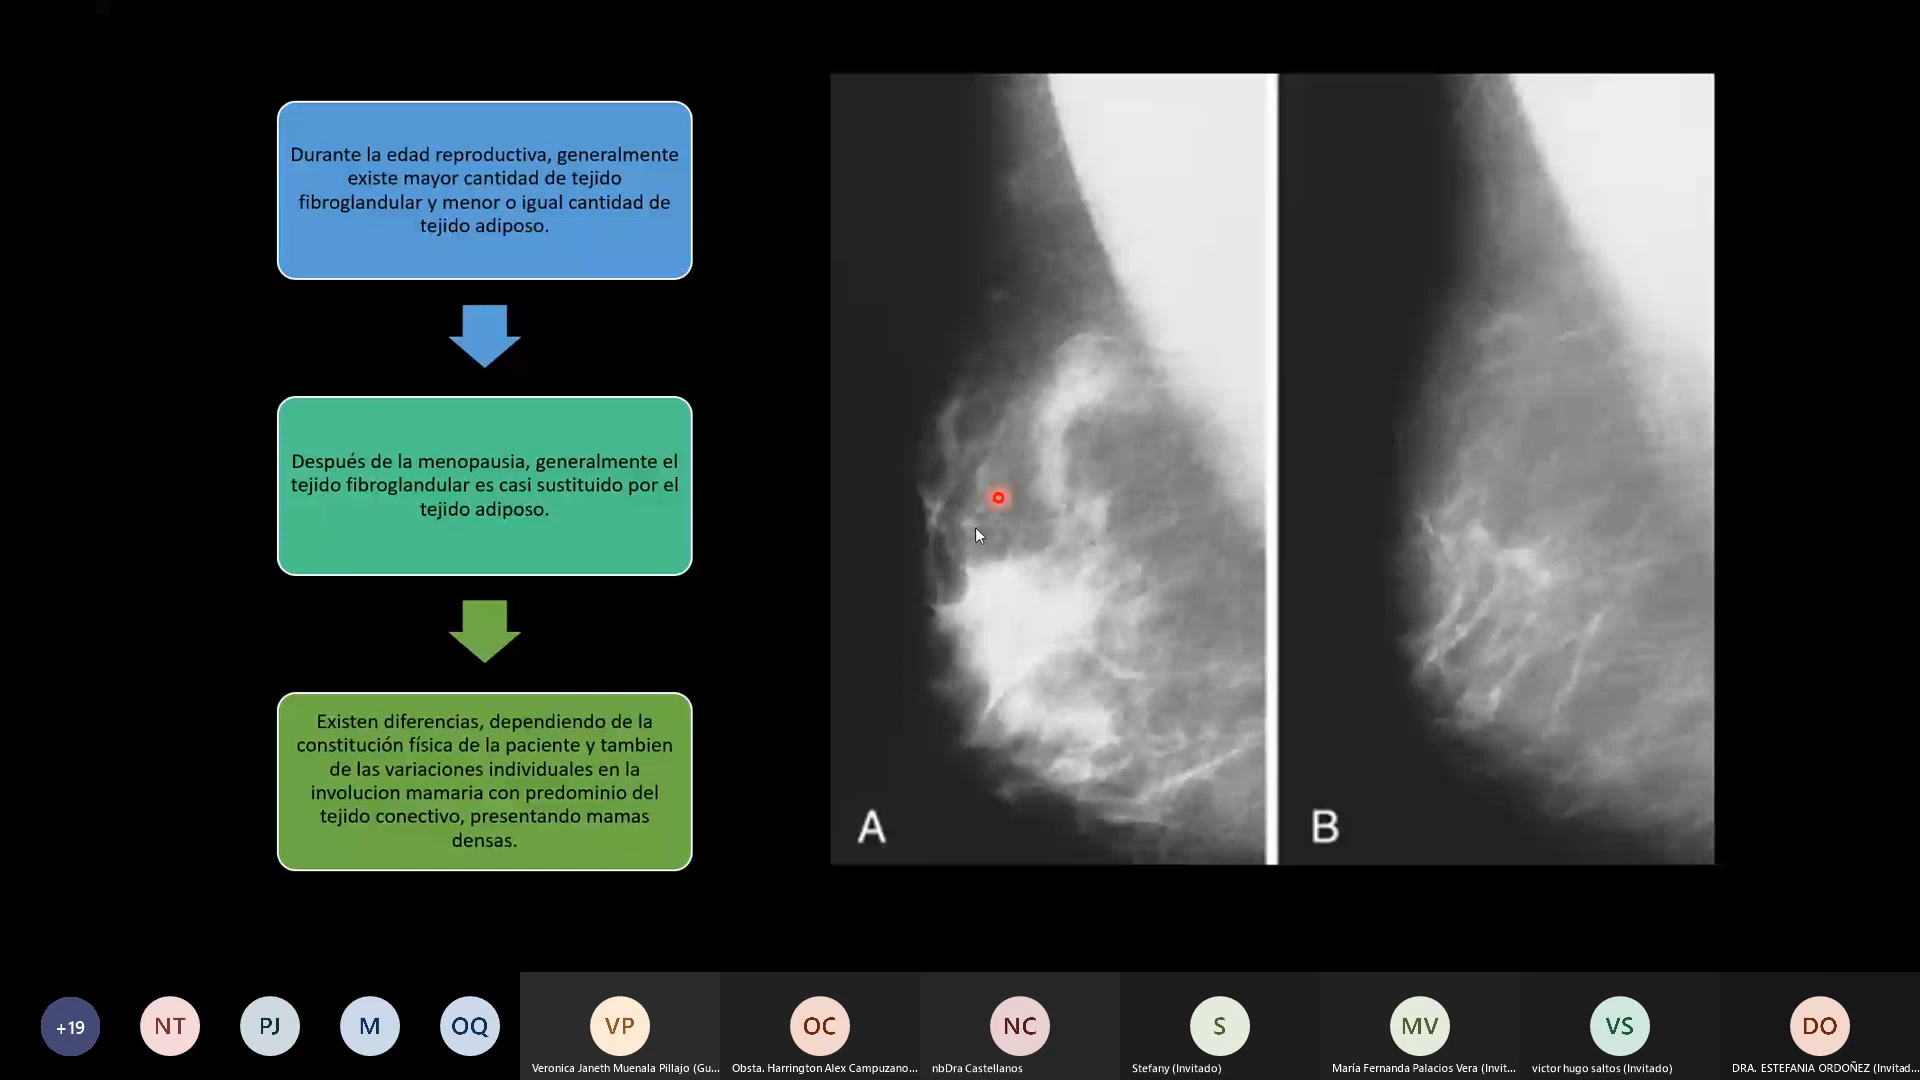 Durante la edad reproductiva, generalmente
existe mayor cantidad de tejido
fibroglandular y menor o igual cantidad de
tejido adiposo.
Después de la menopausia, generalmente el
tejido fibroglandular es casi sustituido por el
tejido adiposo.
Existen diferencias, dependiendo de la
constitución física de la paciente y tambien
de las variaciones individuales en la
involucion mamaria con predominio del
tejido conectivo, presentando mamas
densas.
A
B
+19
NT
PJ
M
OQ
VP
OC
NC
S
MV
VS
DO
Veronica Janeth Muenala Pillajo (Gu...
Obsta. Harrington Alex Campuzano...
nbDra Castellanos
Stefany (Invitado)
María Fernanda Palacios Vera (Invit...
victor hugo saltos (Invitado)
DRA. ESTEFANIA ORDOÑEZ (Invitad...